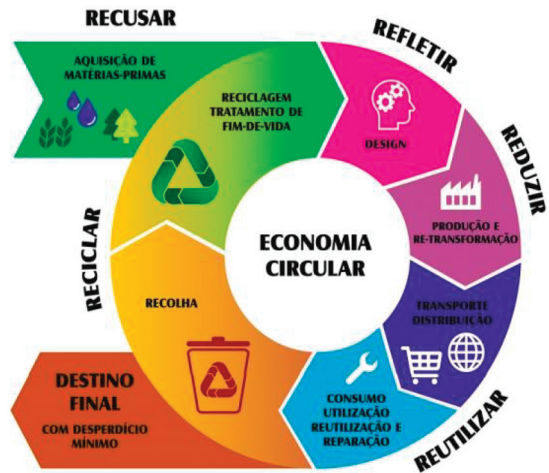 RECUSAR
AQUISIÇÃO DE
MATÉRIAS-PRIMAS
RECICLAGEM
TRATAMENTO DE
FIM-DE-VIDA
REFLETIR
DESIGN
REDUZIR
PRODUÇÃO E
RE-TRANSFORMAÇÃO
ECONOMIA
CIRCULAR
TRANSPORTE
DISTRIBUIÇÃO
REUTILIZAR
CONSUMO
UTILIZAÇÃO
REUTILIZAÇÃO E
REPARAÇÃO
RECICLAR
RECOLHA
DESTINO
FINAL
COM DESPERDÍCIO
MÍNIMO